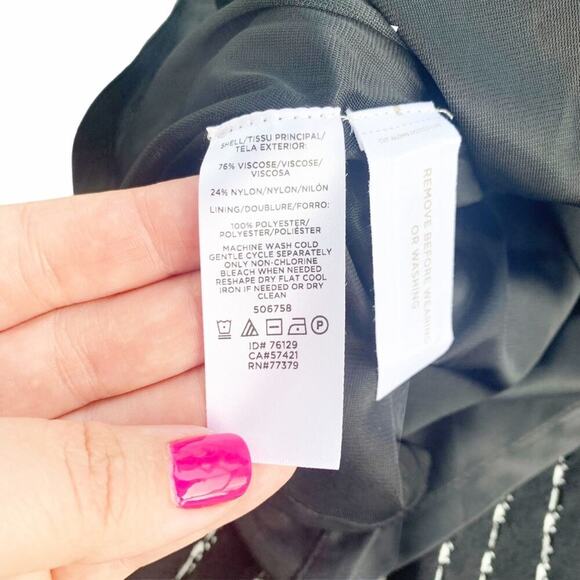 SHELL/TISSU PRINCIPAL/
TELA EXTERIOR:
76% VISCOSE/VISCOSE/
VISCOSA
24% NYLON/NYLON/NILÓN
LINING/DOUBLURE/FORRO:
100% POLYESTER/
POLYESTER/POLIÉSTER
MACHINE WASH COLD
GENTLE CYCLE SEPARATELY
ONLY NON-CHLORINE
BLEACH WHEN NEEDED
RESHAPE DRY FLAT COOL
IRON IF NEEDED OR DRY
CLEAN
506758
P
ID# 76129
CA#57421
RN#77379
REMOVE BEFORE WEARING
OR WASHING